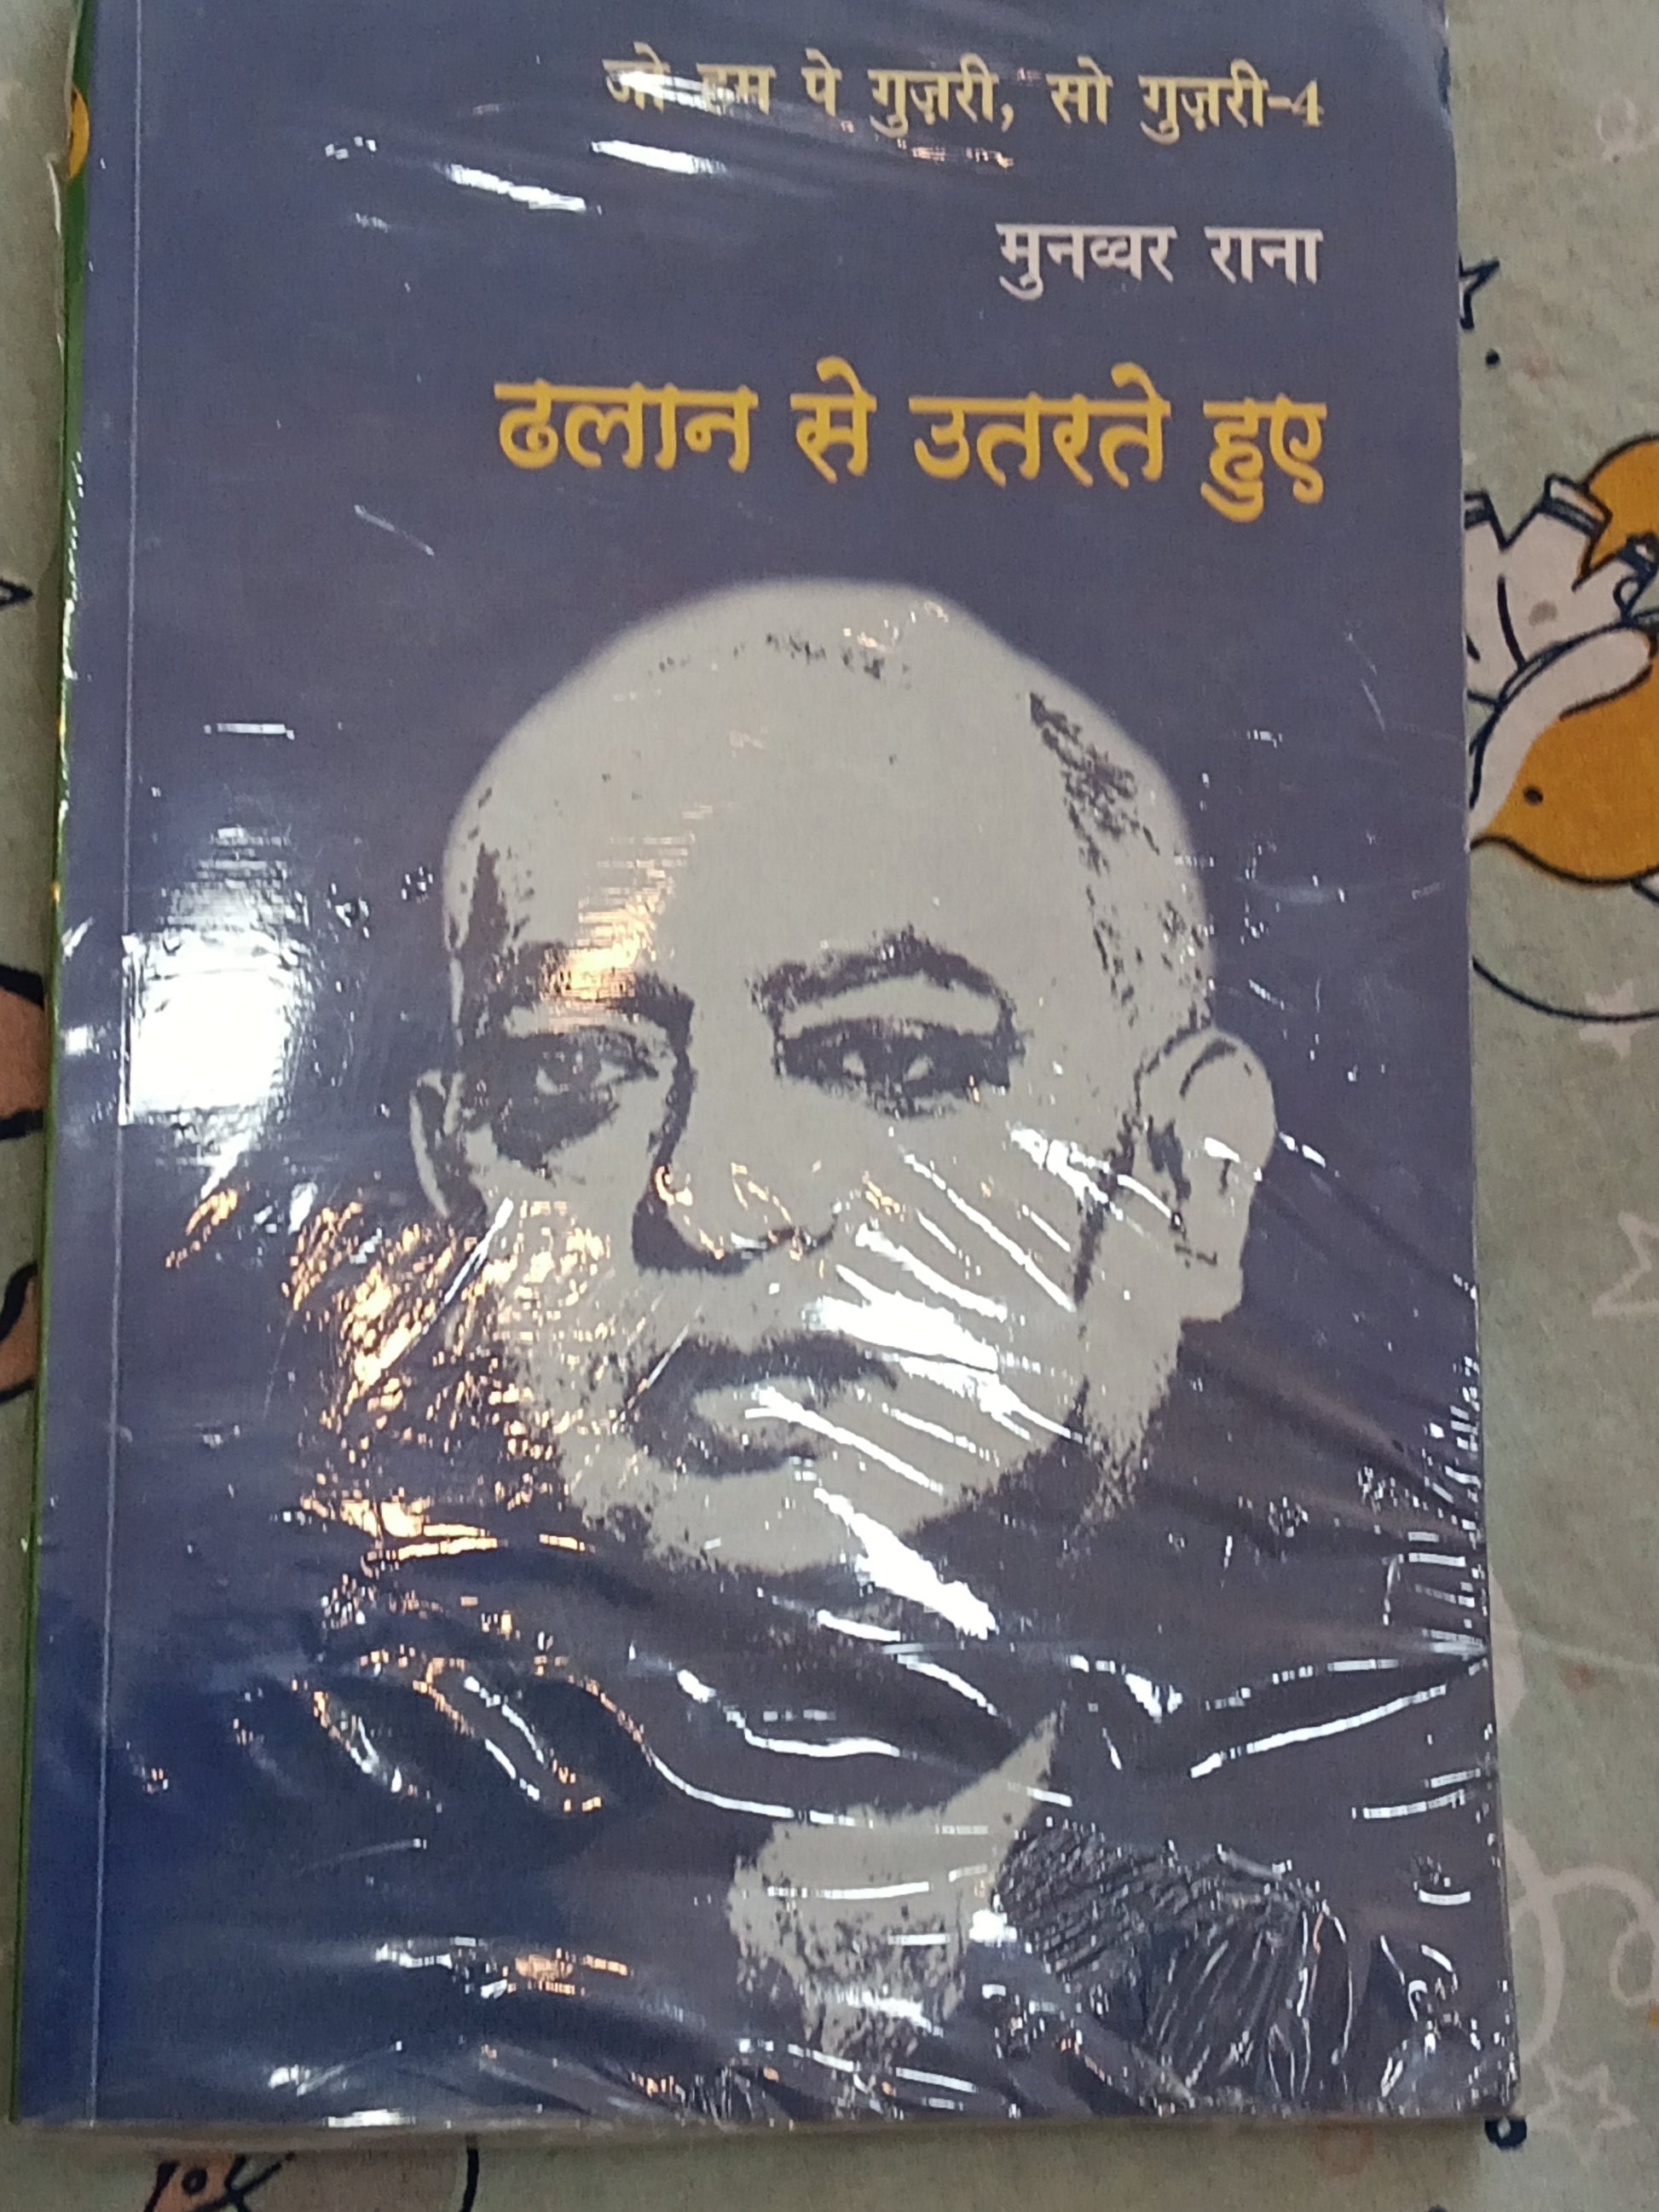 जो हम पे गुज़री, सो गुज़री-4
मुनव्वर राना
ढलान से उतरते हुए